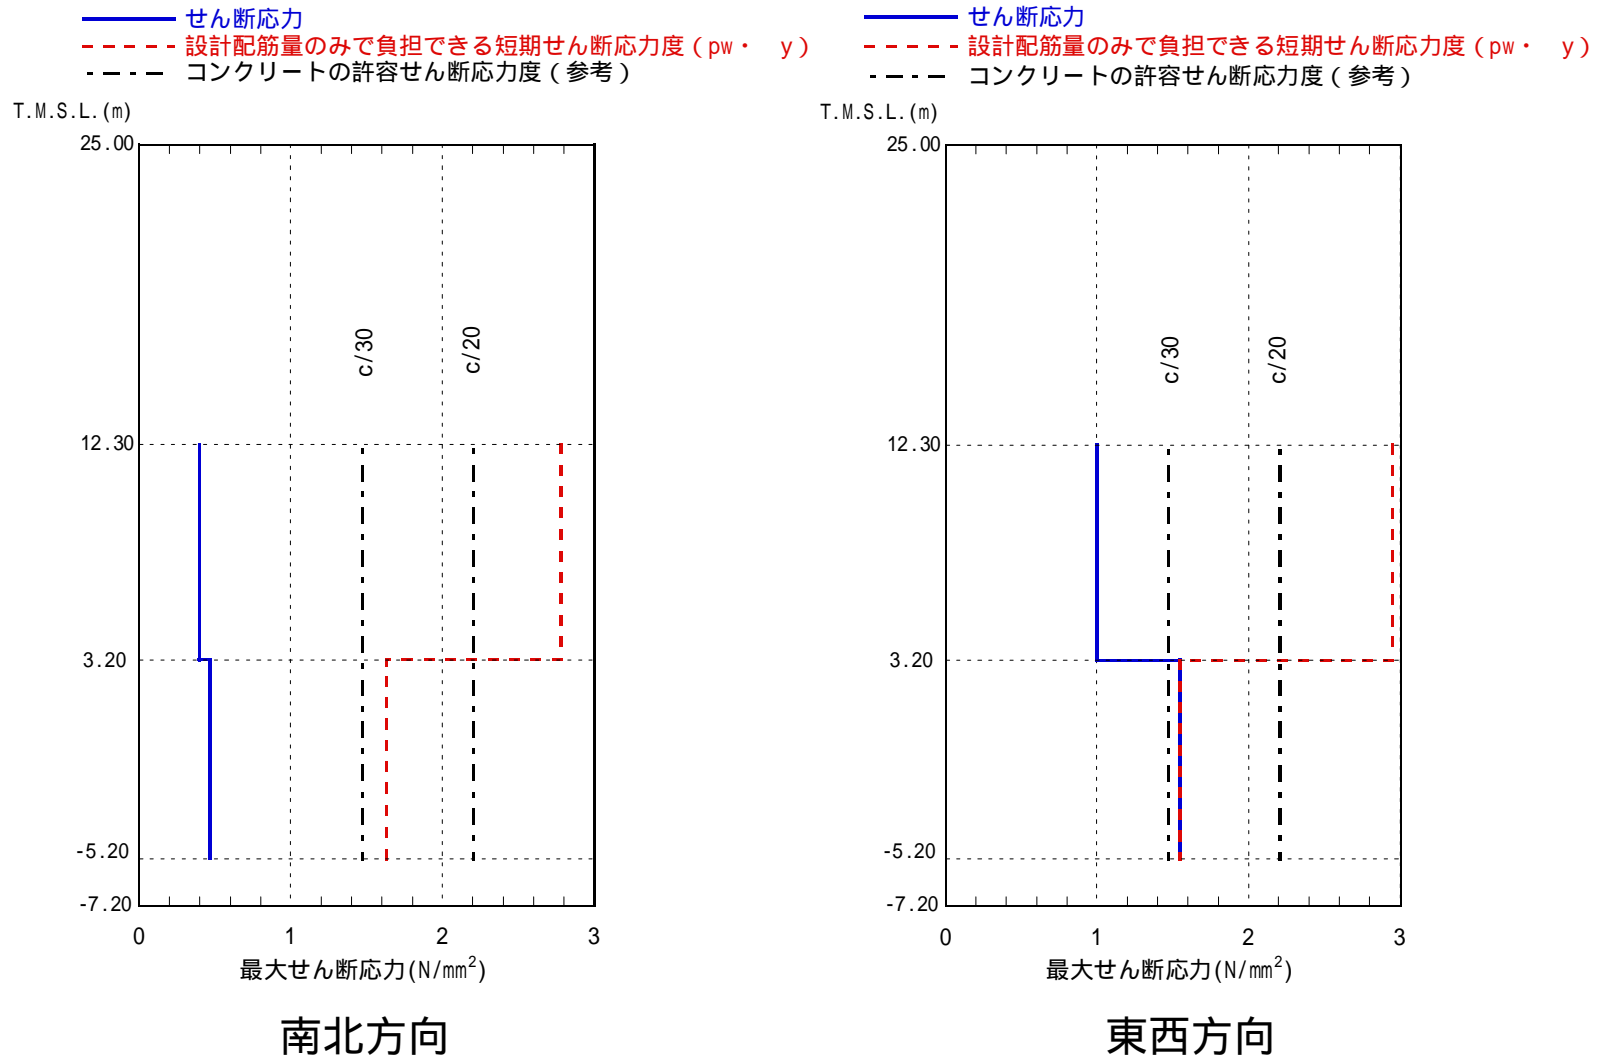 せん断応力
設計配筋量のみで負担できる短期せん断応力度（pw・　y）
コンクリートの許容せん断応力度（参考）
T.M.S.L.(m)
25.00
c/30
c/20
12.30
3.20
-5.20
-7.20
0 1 2 3
最大せん断応力(N/mm²)
南北方向
せん断応力
設計配筋量のみで負担できる短期せん断応力度（pw・　y）
コンクリートの許容せん断応力度（参考）
T.M.S.L.(m)
25.00
c/30
c/20
12.30
3.20
-5.20
-7.20
0 1 2 3
最大せん断応力(N/mm²)
東西方向